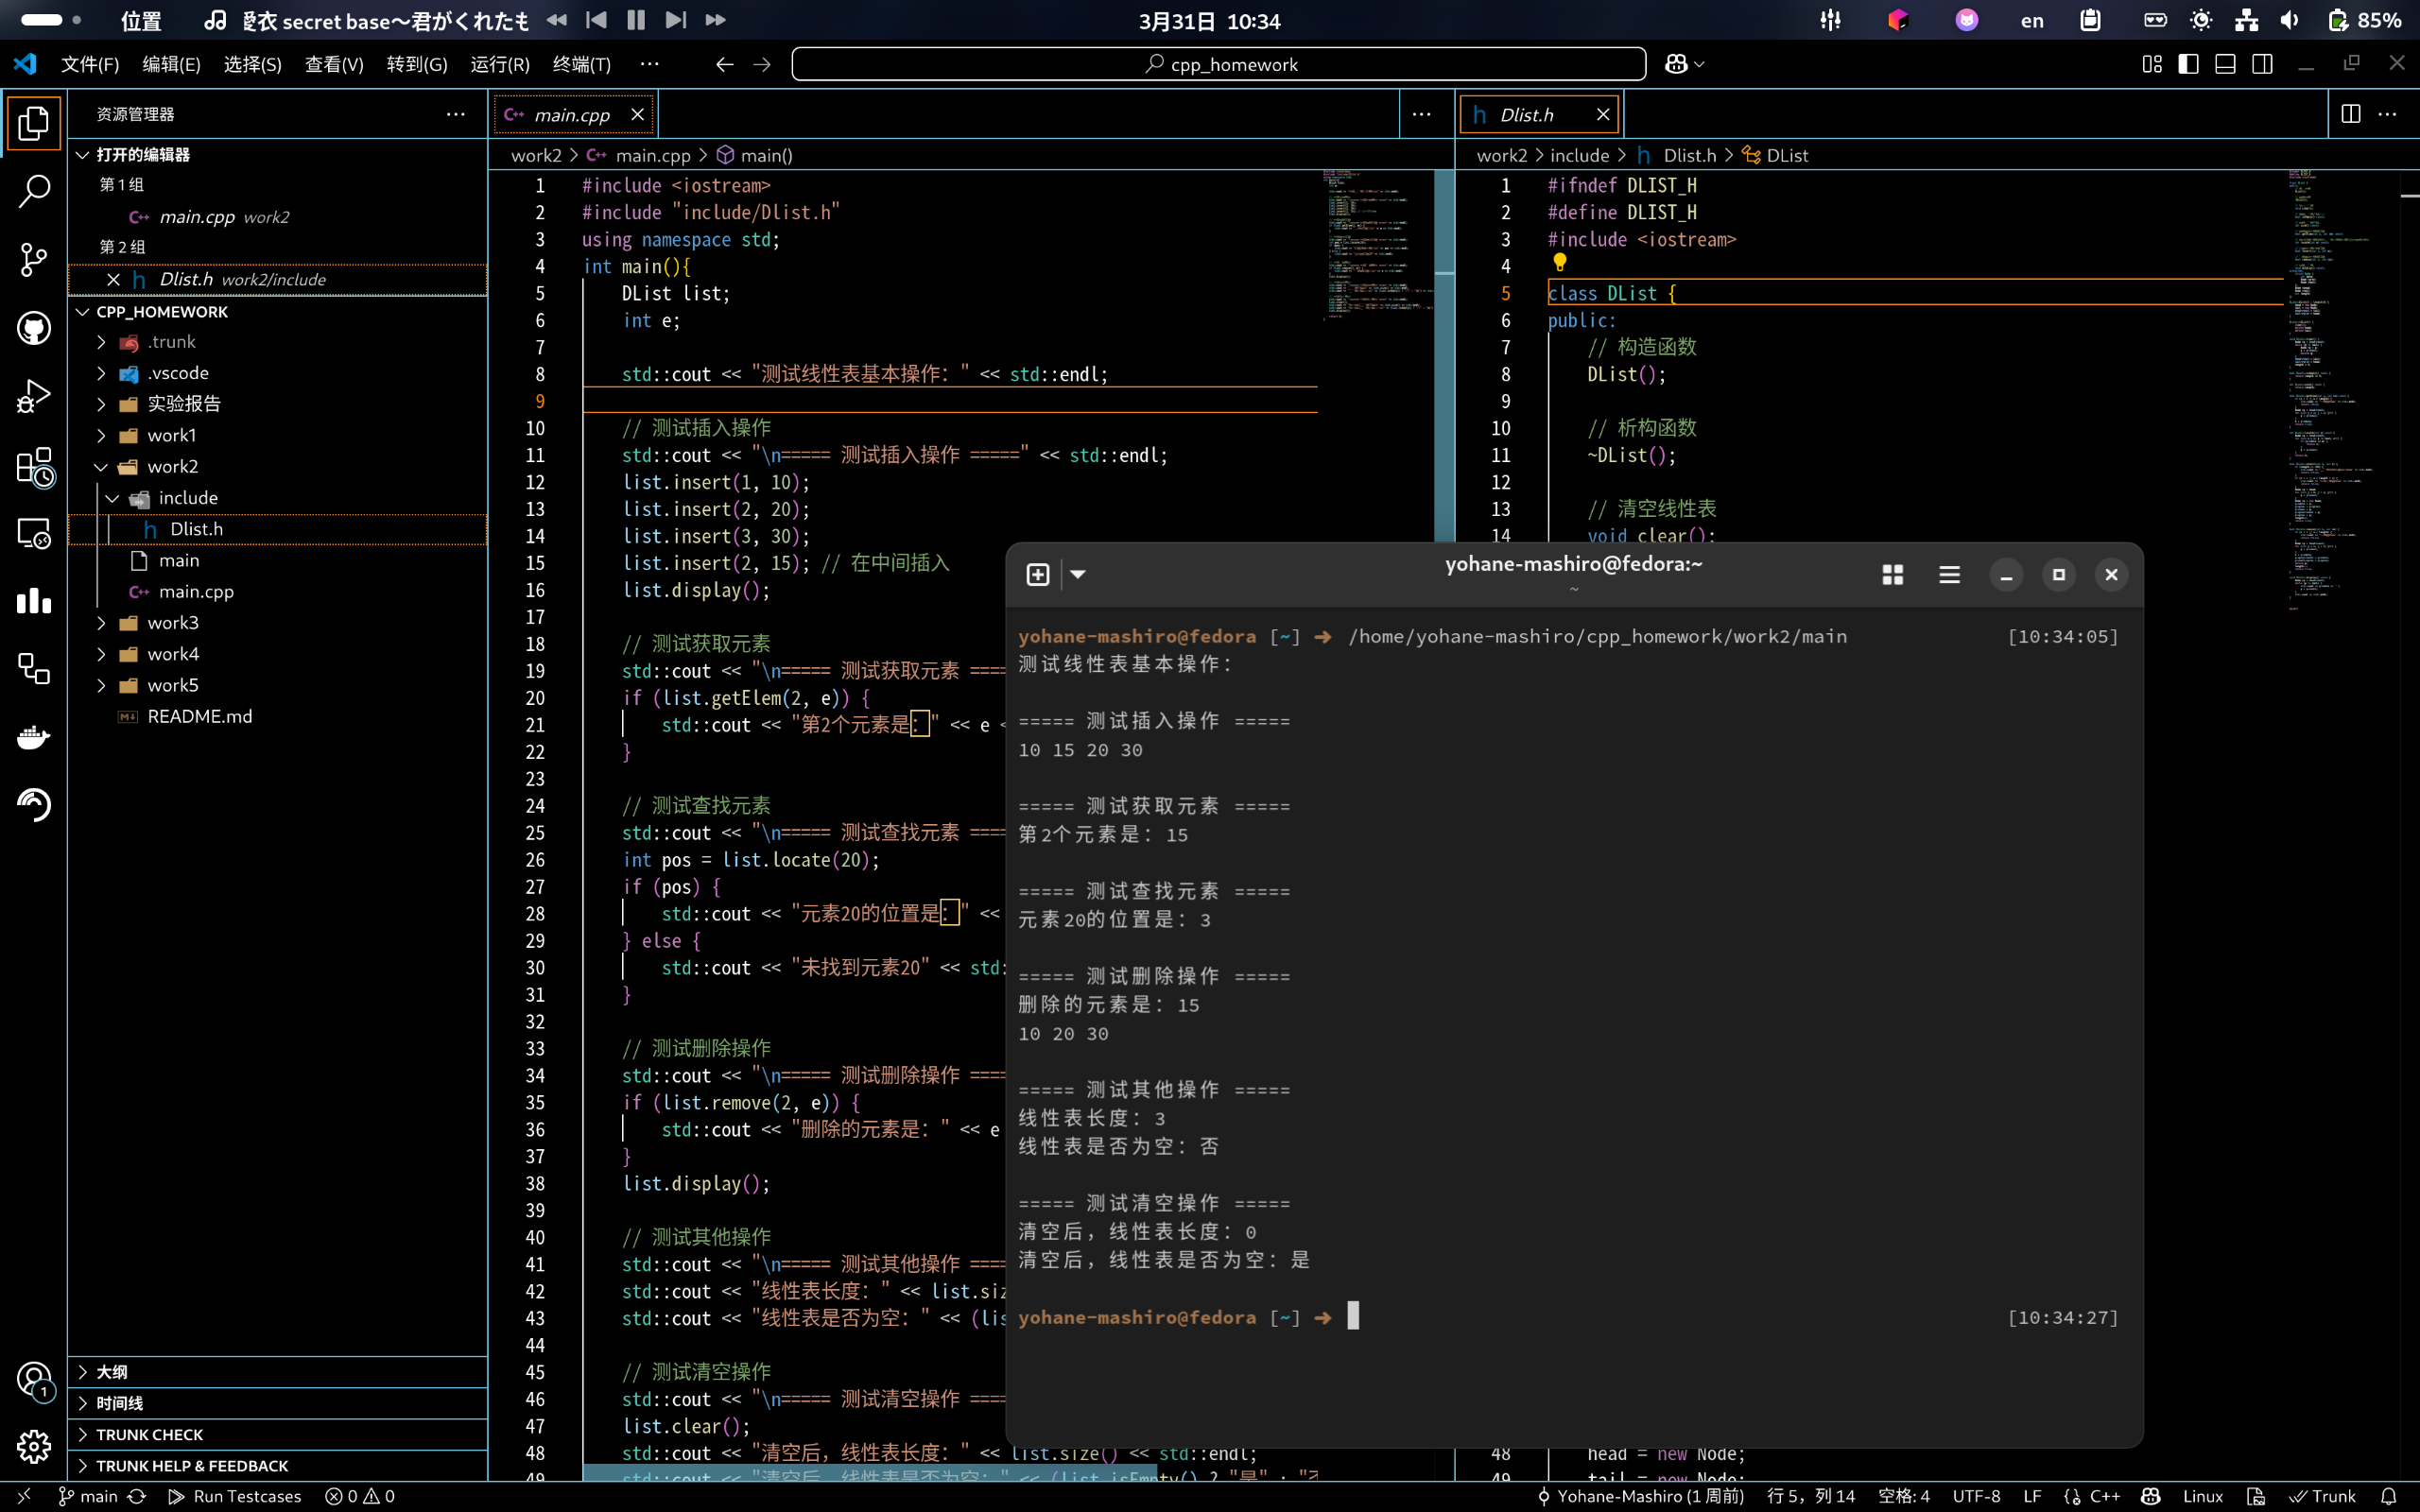 位置
爱衣 secret base～君がくれたも
3月31日 10:34
en
85%
文件(F) 编辑(E) 选择(S) 查看(V) 转到(G) 运行(R) 终端(T) ···
cpp_homework
资源管理器
打开的编辑器
第 1 组
main.cpp work2
第 2 组
Dlist.h work2/include
CPP_HOMEWORK
.trunk
.vscode
实验报告
work1
work2
include
Dlist.h
main
main.cpp
work3
work4
work5
README.md
大纲
时间线
TRUNK CHECK
TRUNK HELP & FEEDBACK
main.cpp
work2 > main.cpp > main()
1 #include <iostream>
2 #include "include/Dlist.h"
3 using namespace std;
4 int main(){
5 DList list;
6 int e;
7
8 std::cout << "测试线性表基本操作：" << std::endl;
9
10 // 测试插入操作
11 std::cout << "\n===== 测试插入操作 =====" << std::endl;
12 list.insert(1, 10);
13 list.insert(2, 20);
14 list.insert(3, 30);
15 list.insert(2, 15); // 在中间插入
16 list.display();
17
18 // 测试获取元素
19 std::cout << "\n===== 测试获取元素 ====
20 if (list.getElem(2, e)) {
21 std::cout << "第2个元素是：" << e <
22 }
23
24 // 测试查找元素
25 std::cout << "\n===== 测试查找元素 ====
26 int pos = list.locate(20);
27 if (pos) {
28 std::cout << "元素20的位置是：" <<
29 } else {
30 std::cout << "未找到元素20" << std:
31 }
32
33 // 测试删除操作
34 std::cout << "\n===== 测试删除操作 ====
35 if (list.remove(2, e)) {
36 std::cout << "删除的元素是：" << e
37 }
38 list.display();
39
40 // 测试其他操作
41 std::cout << "\n===== 测试其他操作 ====
42 std::cout << "线性表长度：" << list.siz
43 std::cout << "线性表是否为空：" << (lis
44
45 // 测试清空操作
46 std::cout << "\n===== 测试清空操作 ====
47 list.clear();
48 std::cout << "清空后，线性表长度：" << list.size() << std::endl;
49 std::cout << "清空后，线性表是否为空：" << (list.isEmpty() ? "是" :
Dlist.h
work2 > include > Dlist.h > DList
1 #ifndef DLIST_H
2 #define DLIST_H
3 #include <iostream>
4
5 class DList {
6 public:
7 // 构造函数
8 DList();
9
10 // 析构函数
11 ~DList();
12
13 // 清空线性表
14 void clear();
48 head = new Node;
49 tail = new Node;
yohane-mashiro@fedora:~
~
yohane-mashiro@fedora [~] ➜ /home/yohane-mashiro/cpp_homework/work2/main [10:34:05]
测试线性表基本操作：
===== 测试插入操作 =====
10 15 20 30
===== 测试获取元素 =====
第2个元素是：15
===== 测试查找元素 =====
元素20的位置是：3
===== 测试删除操作 =====
删除的元素是：15
10 20 30
===== 测试其他操作 =====
线性表长度：3
线性表是否为空：否
===== 测试清空操作 =====
清空后，线性表长度：0
清空后，线性表是否为空：是
yohane-mashiro@fedora [~] ➜ [10:34:27]
1
main Run Testcases 0 0
Yohane-Mashiro (1 周前) 行 5，列 14 空格: 4 UTF-8 LF C++ Linux Trunk